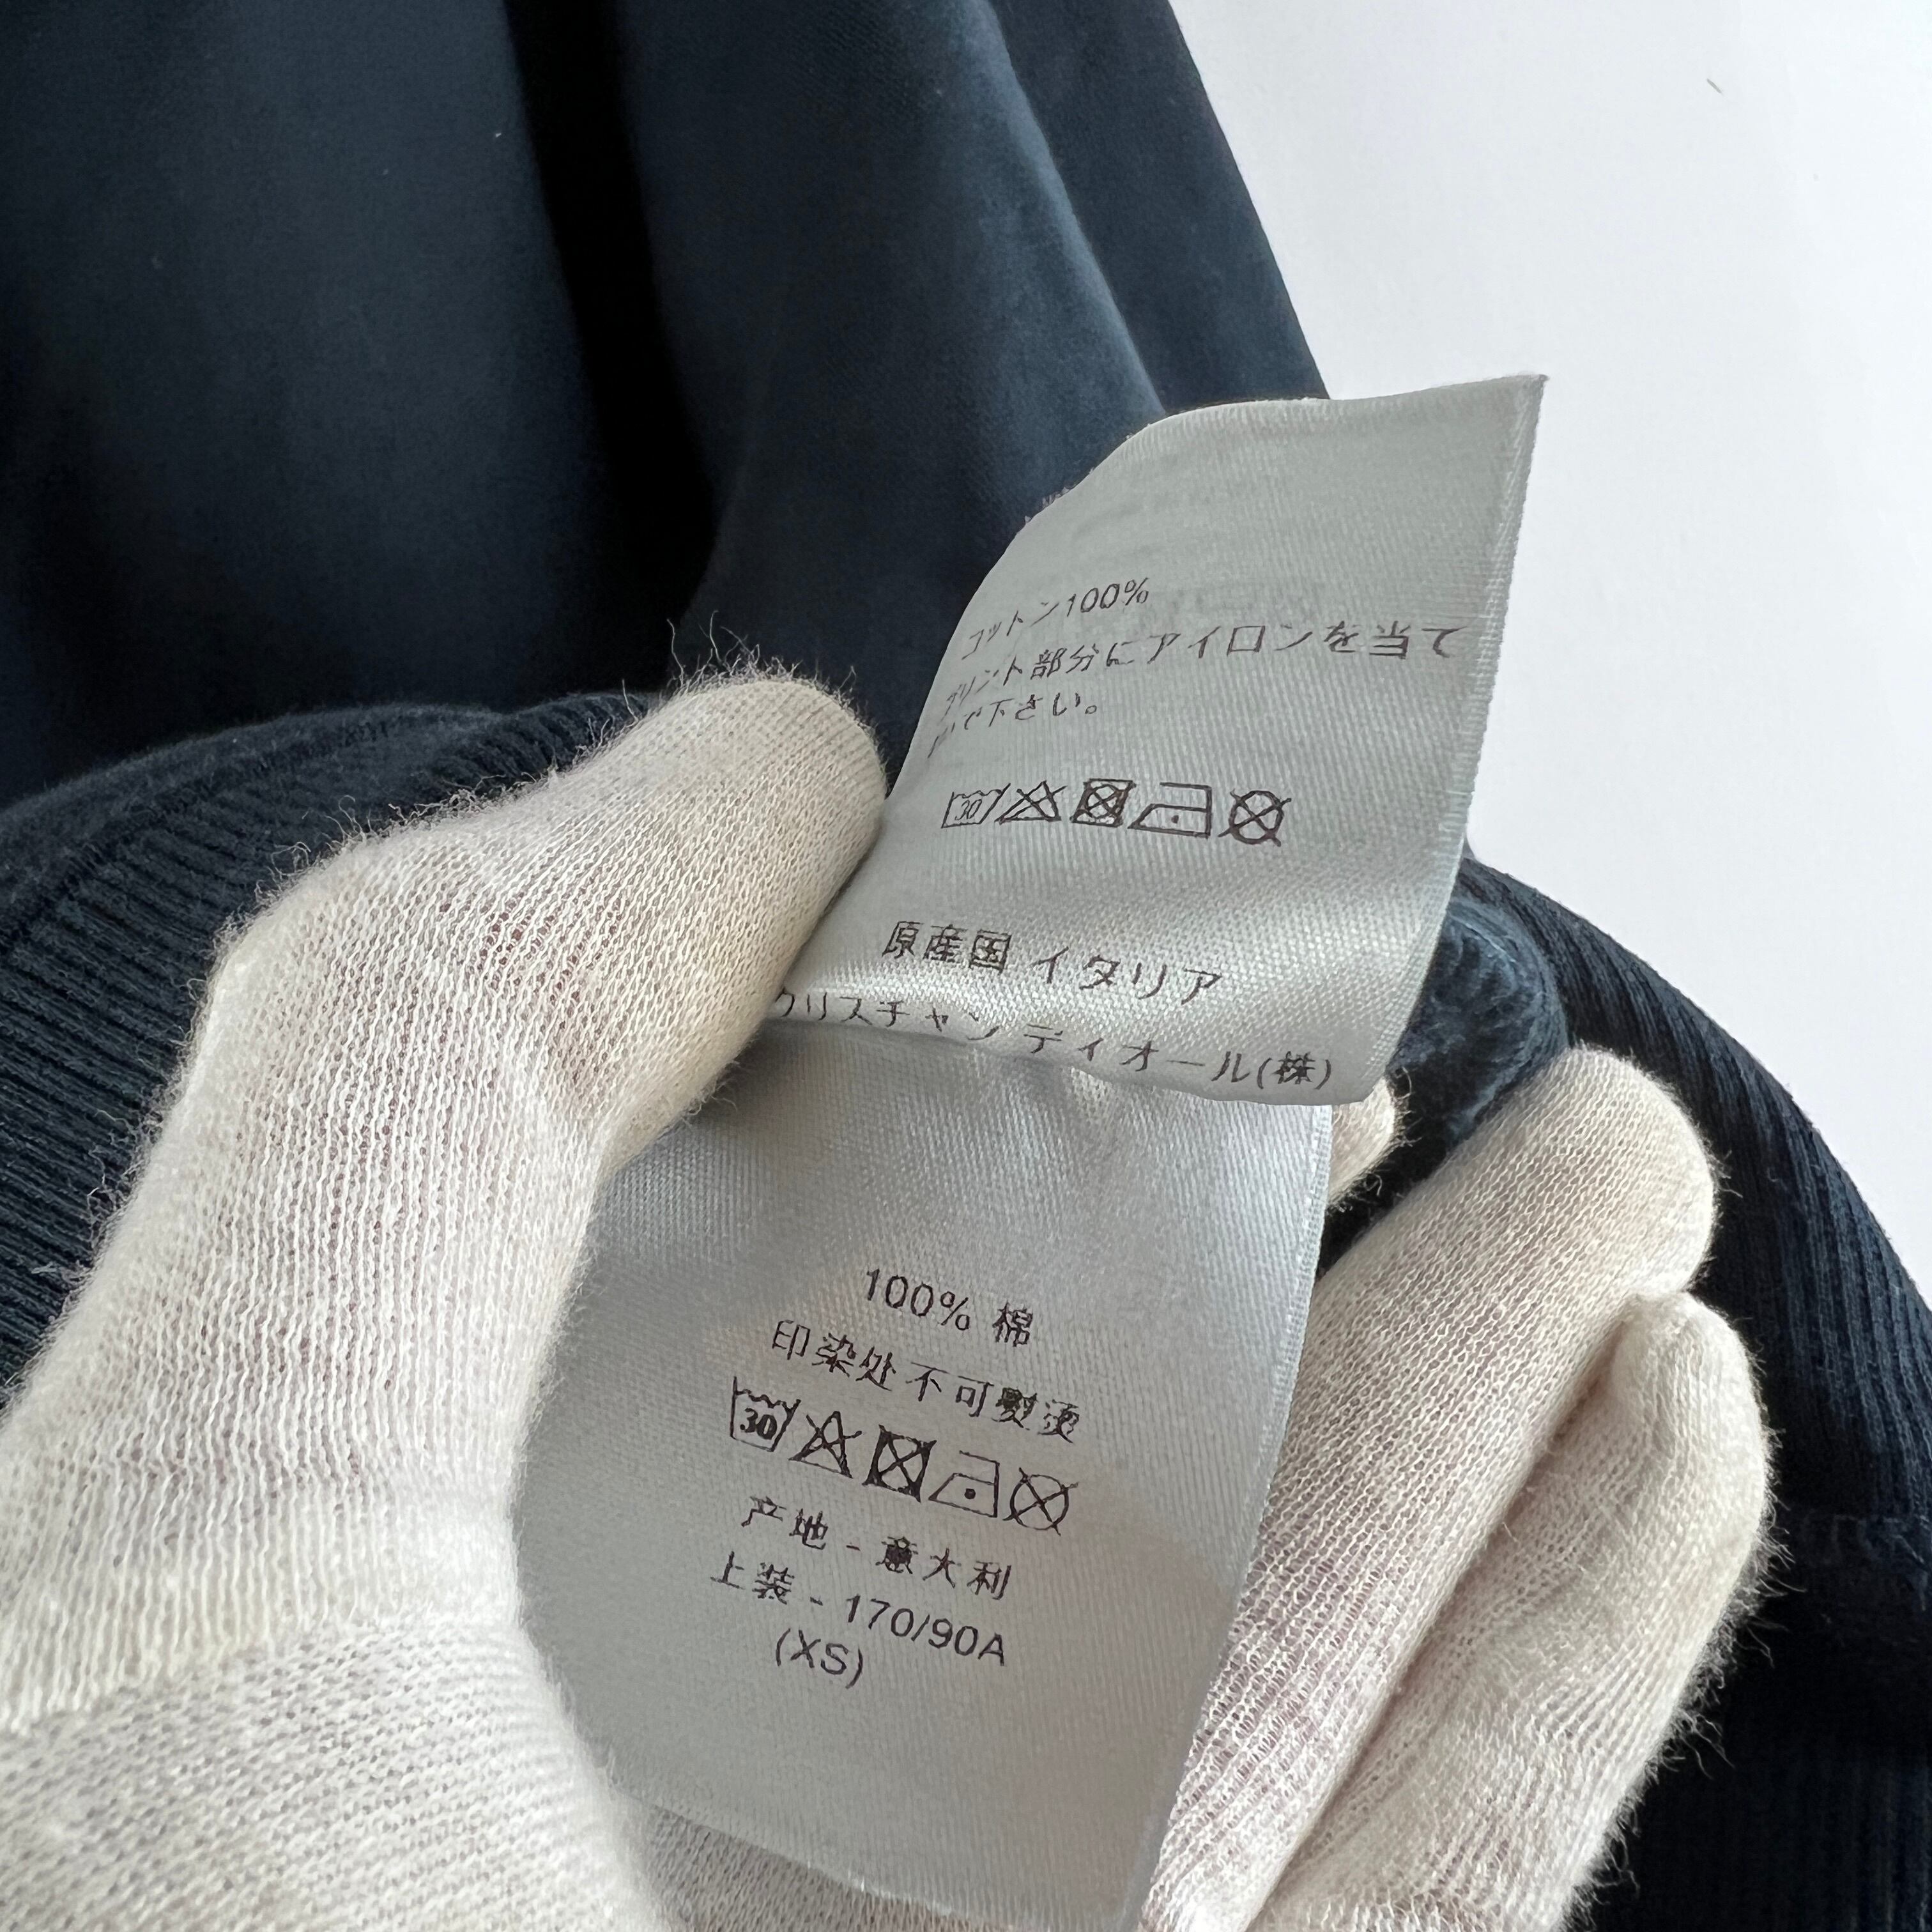 コットン100%
プリント部分にアイロンを当て
ないで下さい。
30
原産国 イタリア
クリスチャン ディオール(株)
100% 棉
印染处不可熨烫
30
产地 - 意大利
上装 - 170/90A
(XS)